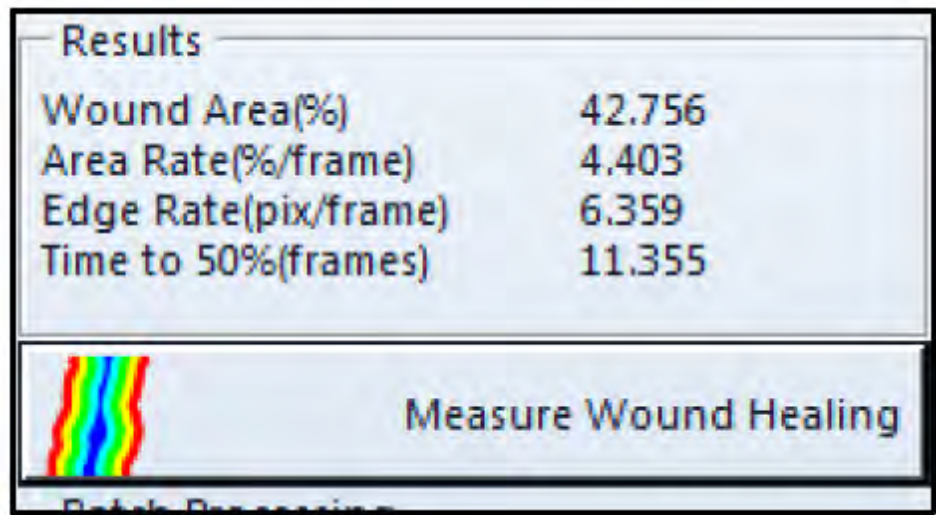 Results
Wound Area(%) 42.756
Area Rate(%/frame) 4.403
Edge Rate(pix/frame) 6.359
Time to 50%(frames) 11.355
Measure Wound Healing